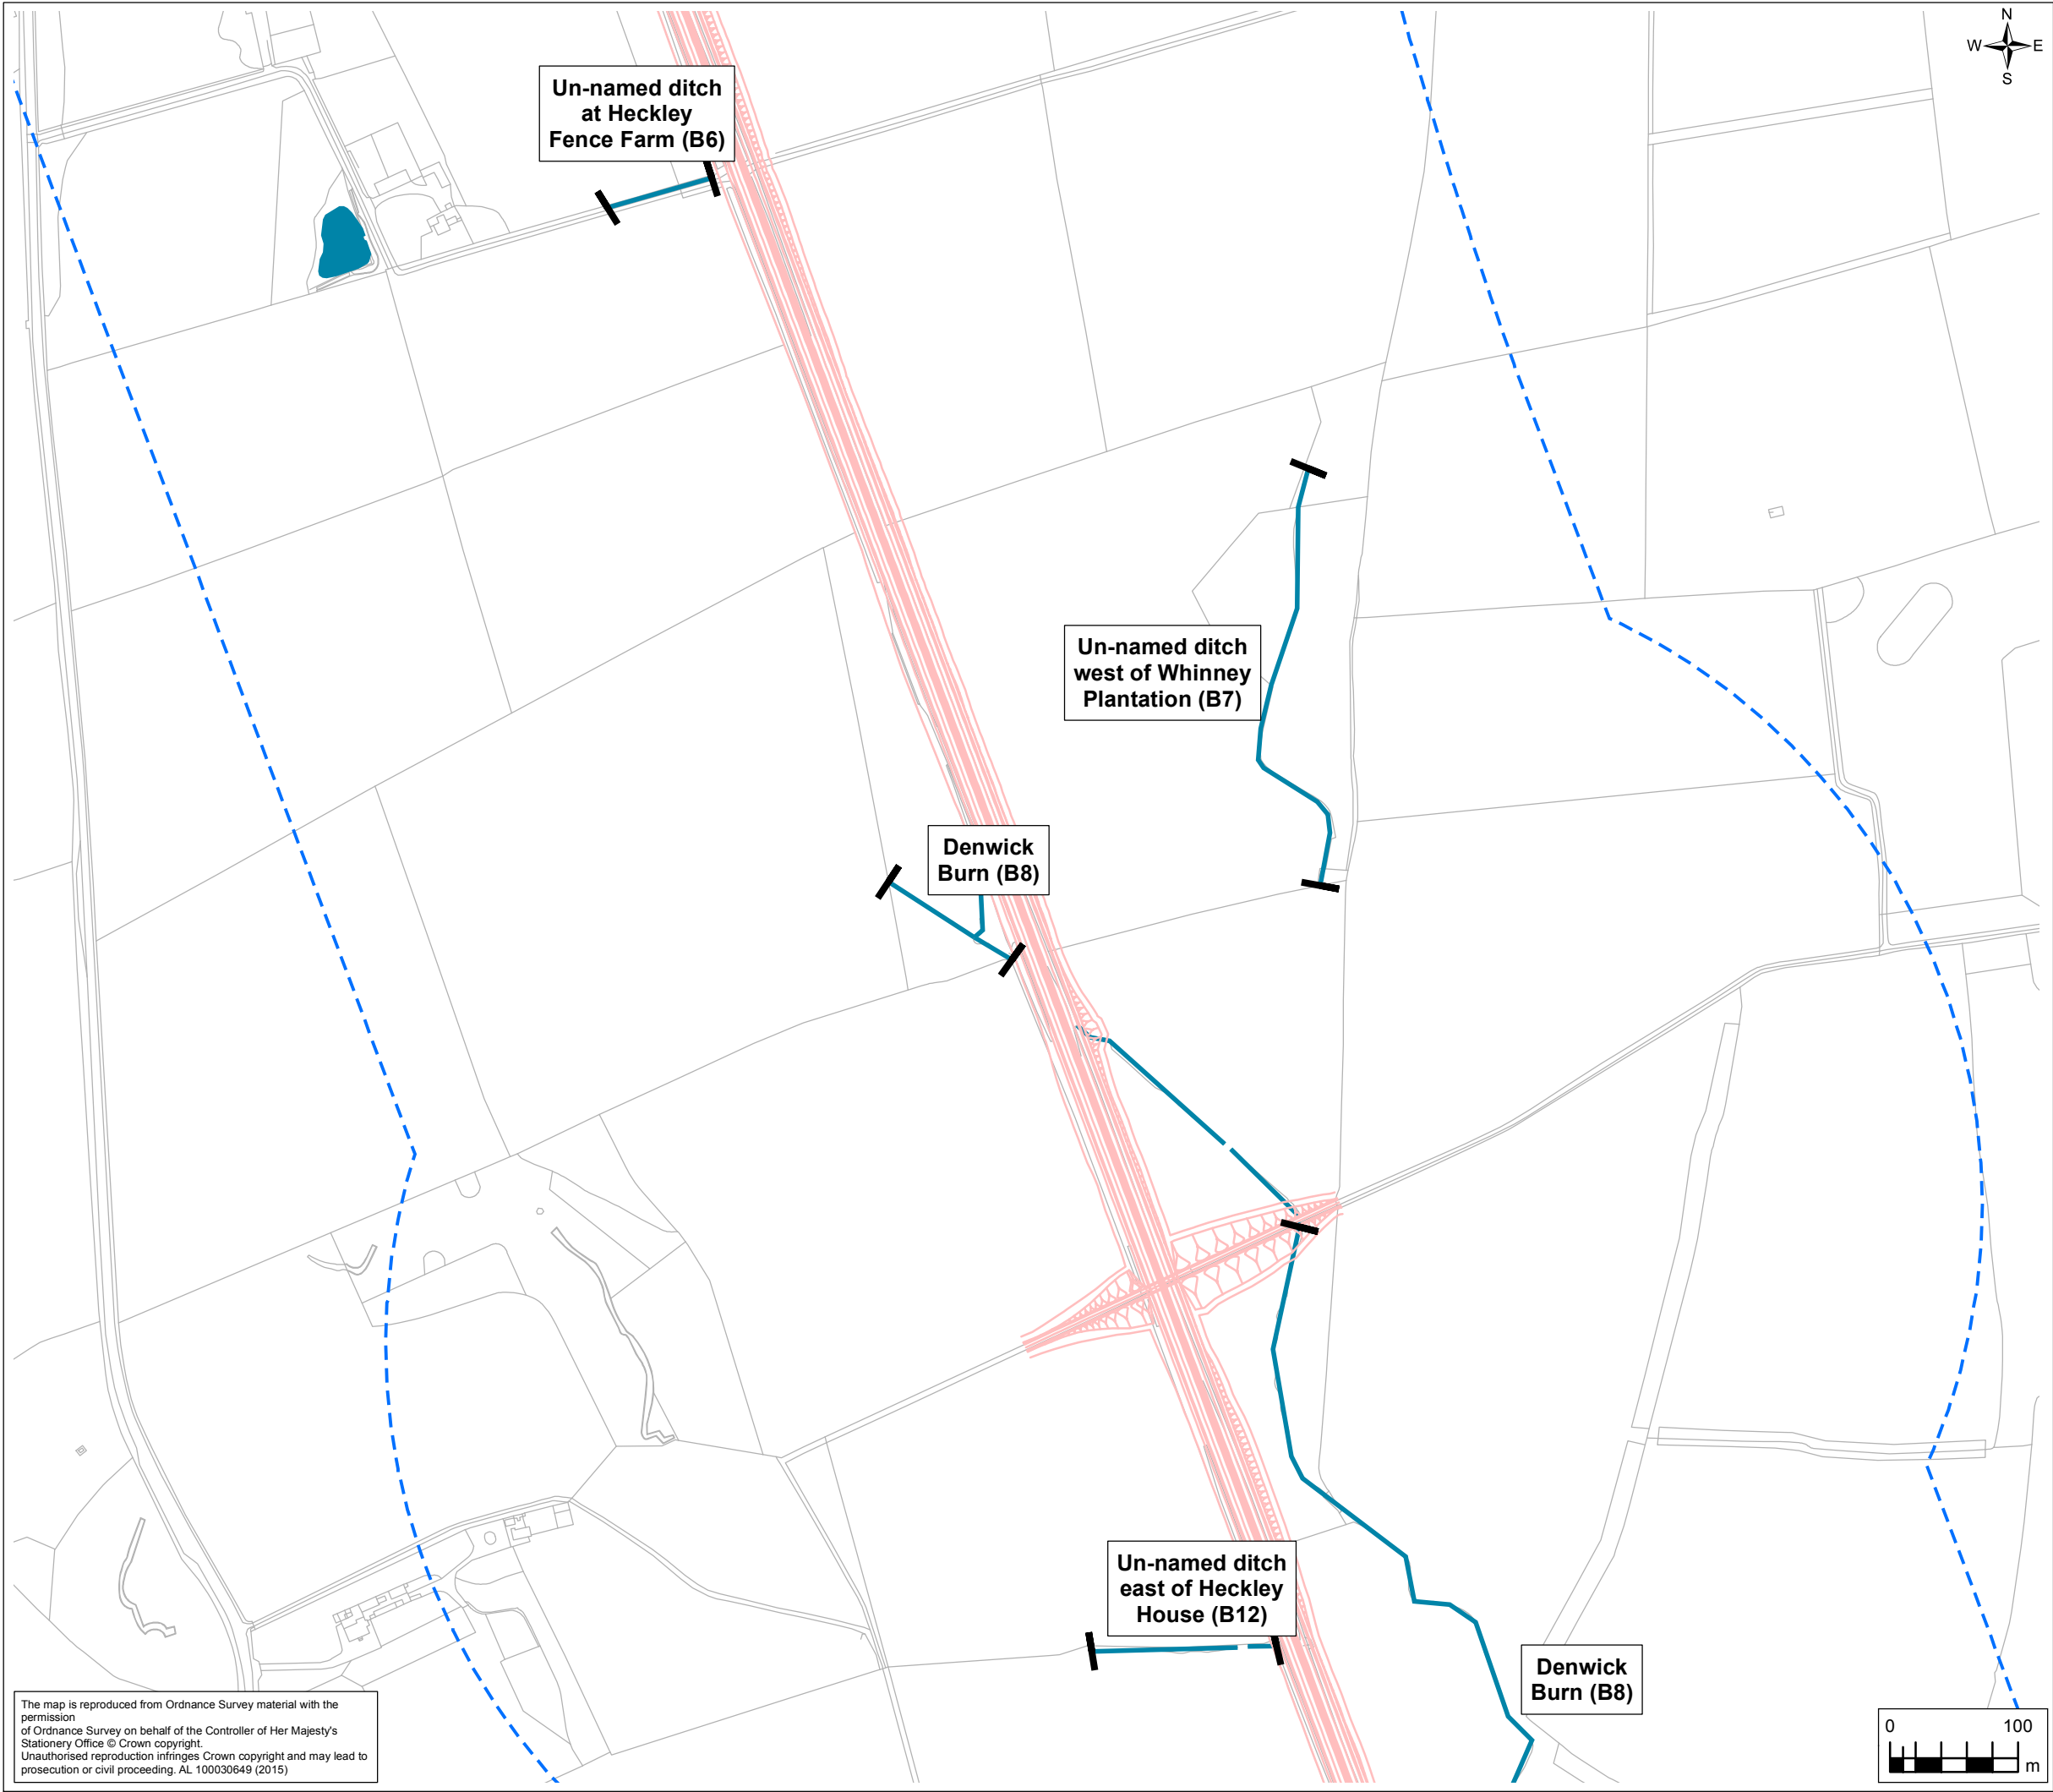 N
W E
S
Un-named ditch
at Heckley
Fence Farm (B6)
Un-named ditch
west of Whinney
Plantation (B7)
Denwick
Burn (B8)
Un-named ditch
east of Heckley
House (B12)
Denwick
Burn (B8)
The map is reproduced from Ordnance Survey material with the
permission
of Ordnance Survey on behalf of the Controller of Her Majesty's
Stationery Office © Crown copyright.
Unauthorised reproduction infringes Crown copyright and may lead to
prosecution or civil proceeding. AL 100030649 (2015)
0 100
m